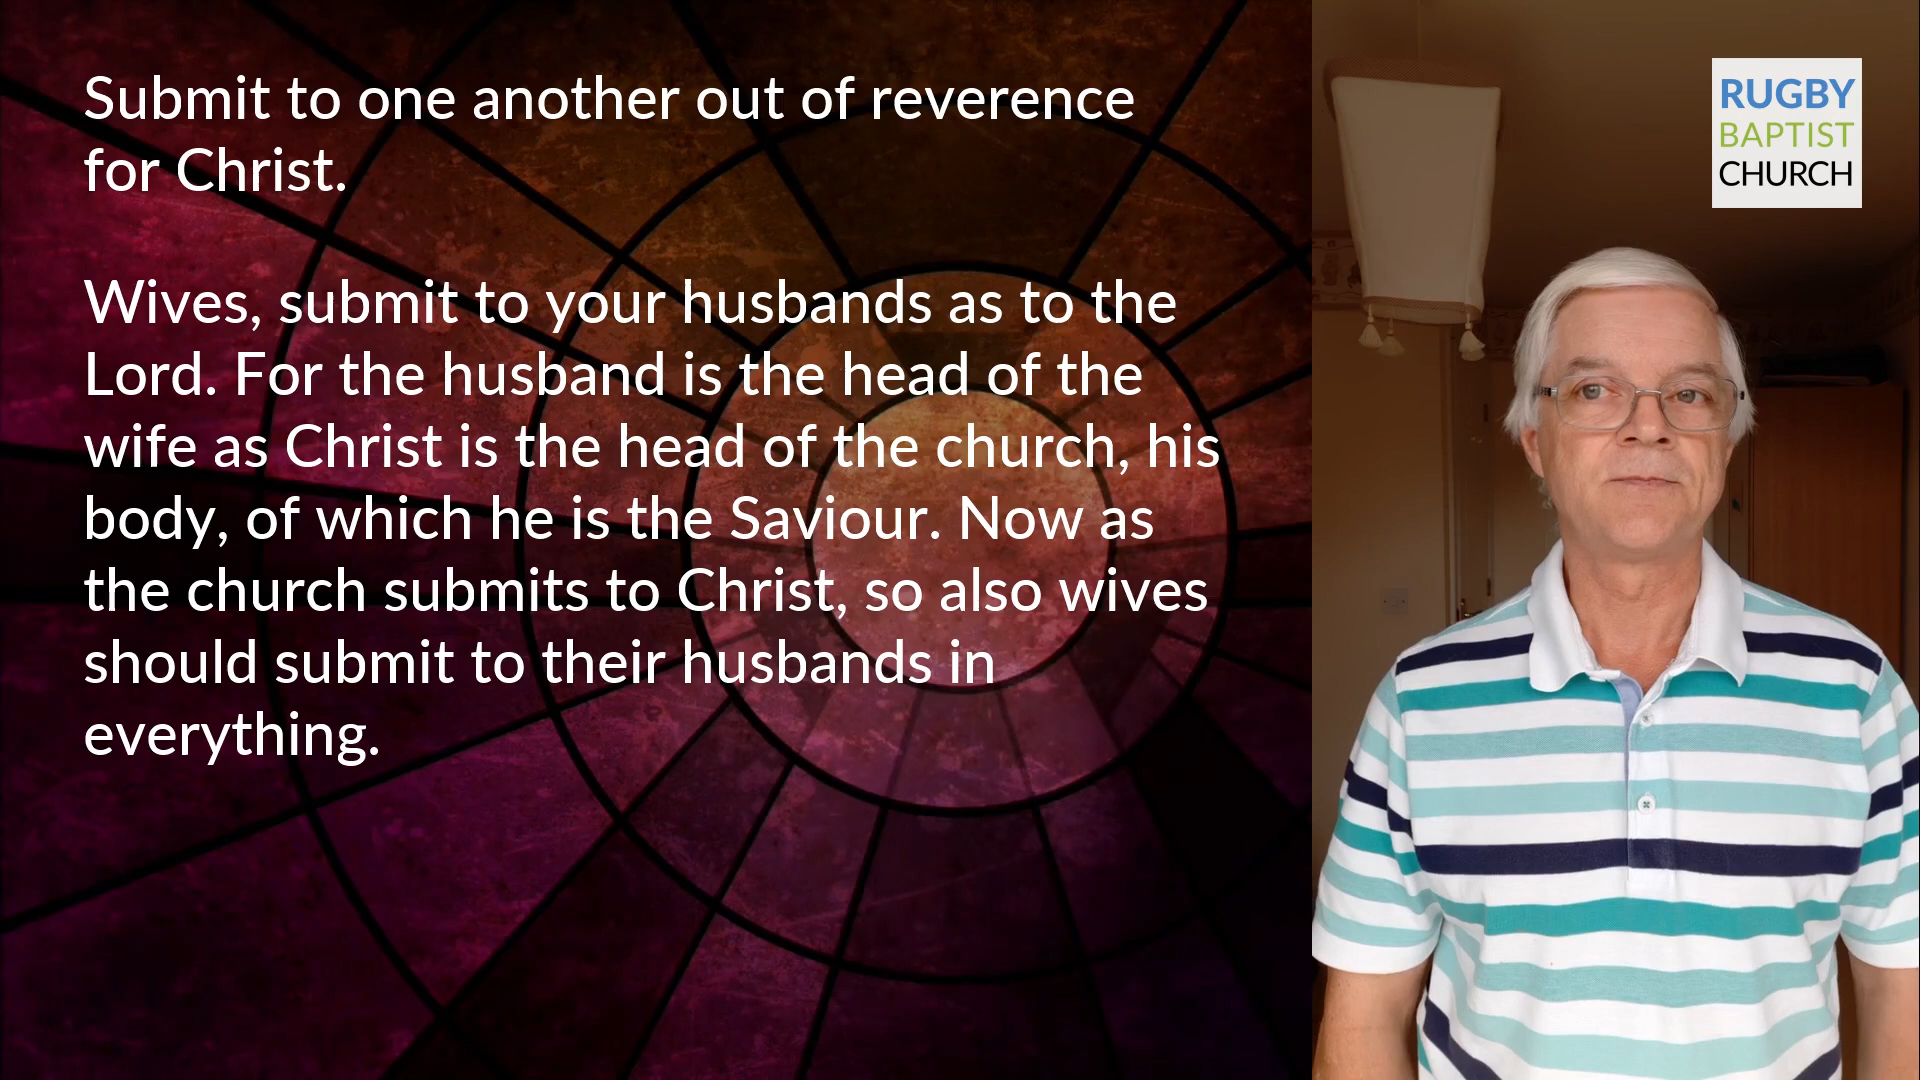 Submit to one another out of reverence
for Christ.
Wives, submit to your husbands as to the
Lord. For the husband is the head of the
wife as Christ is the head of the church, his
body, of which he is the Saviour. Now as
the church submits to Christ, so also wives
should submit to their husbands in
everything.
RUGBY
BAPTIST
CHURCH